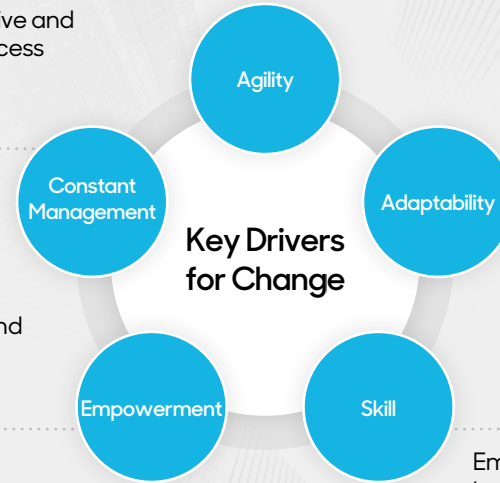 ive and
cess
Agility
Constant
Management
Adaptability
Key Drivers
for Change
nd
Empowerment
Skill
Em